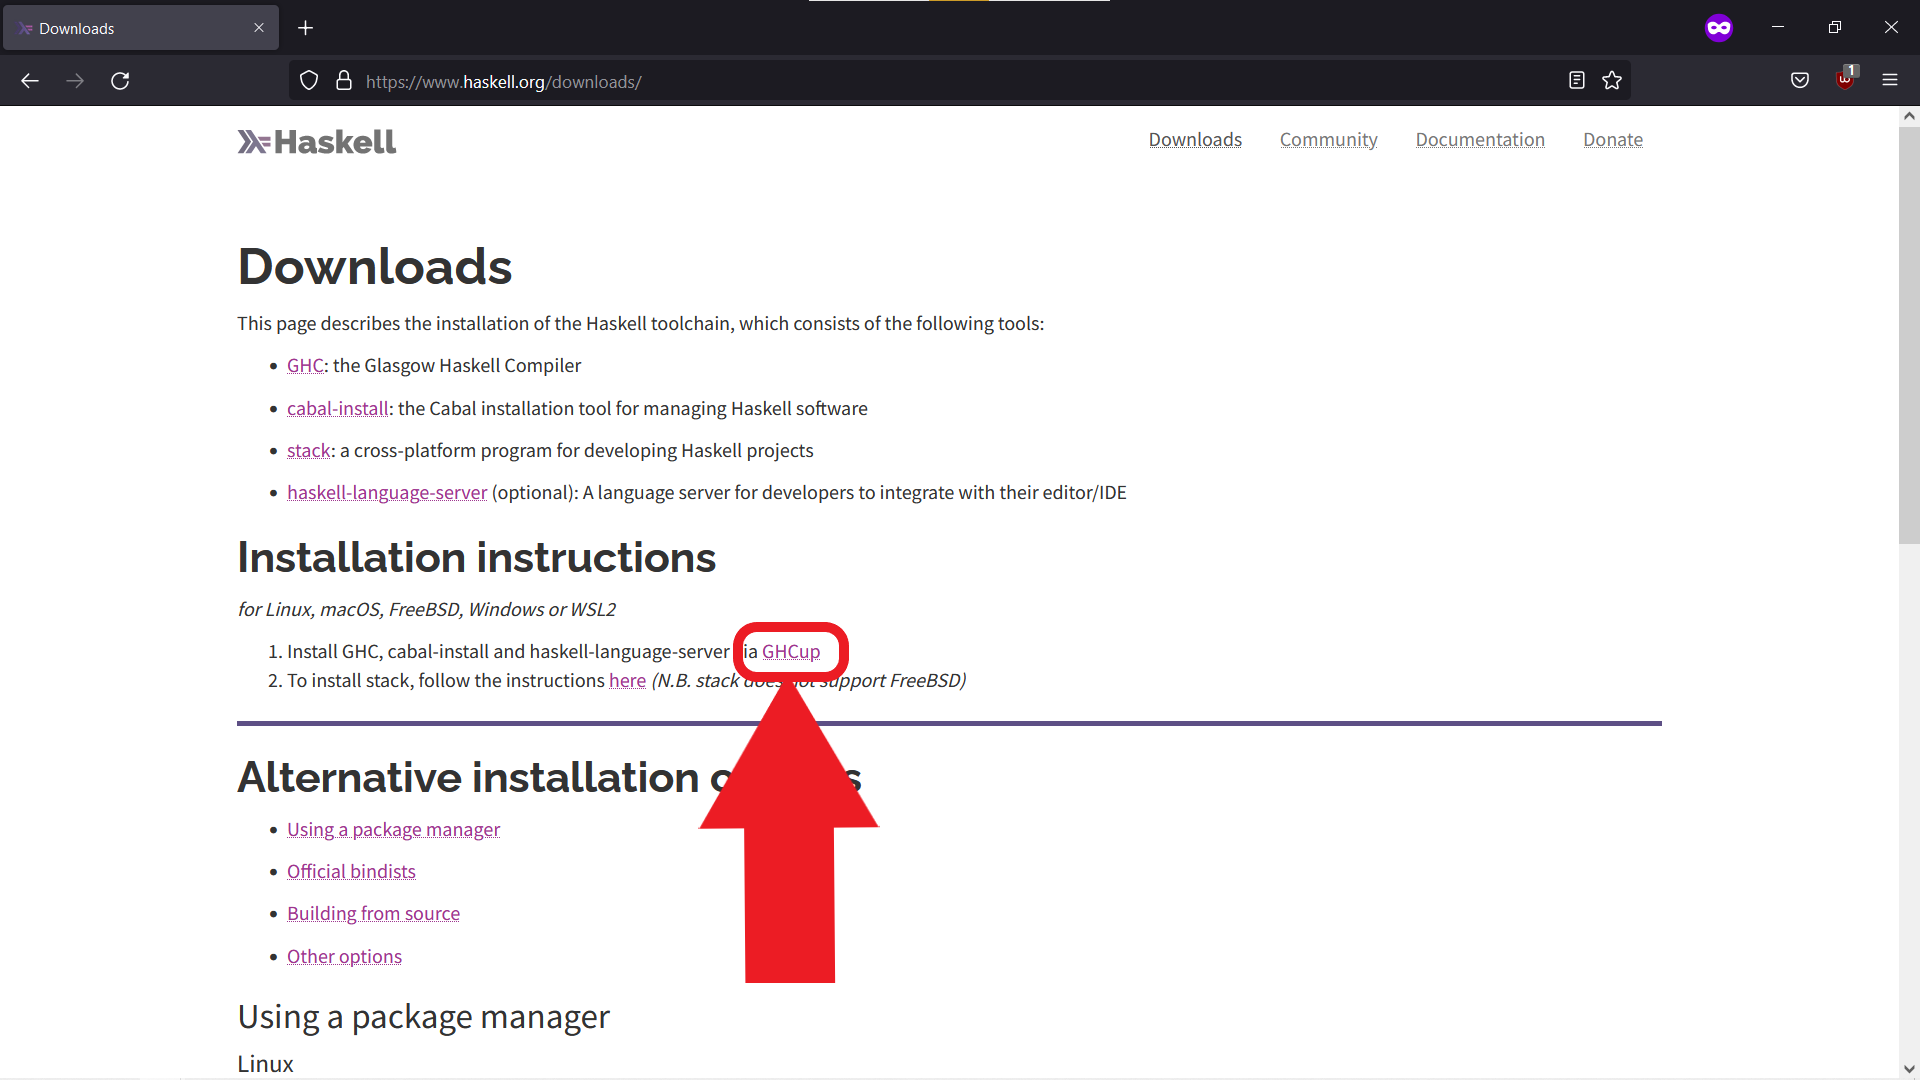 Downloads
https://www.haskell.org/downloads/
1
Haskell
Downloads Community Documentation Donate
Downloads
This page describes the installation of the Haskell toolchain, which consists of the following tools:
GHC: the Glasgow Haskell Compiler
cabal-install: the Cabal installation tool for managing Haskell software
stack: a cross-platform program for developing Haskell projects
haskell-language-server (optional): A language server for developers to integrate with their editor/IDE
Installation instructions
for Linux, macOS, FreeBSD, Windows or WSL2
1. Install GHC, cabal-install and haskell-language-server ia GHCup
2. To install stack, follow the instructions here (N.B. stack does not support FreeBSD)
Alternative installation
Using a package manager
Official bindists
Building from source
Other options
Using a package manager
Linux